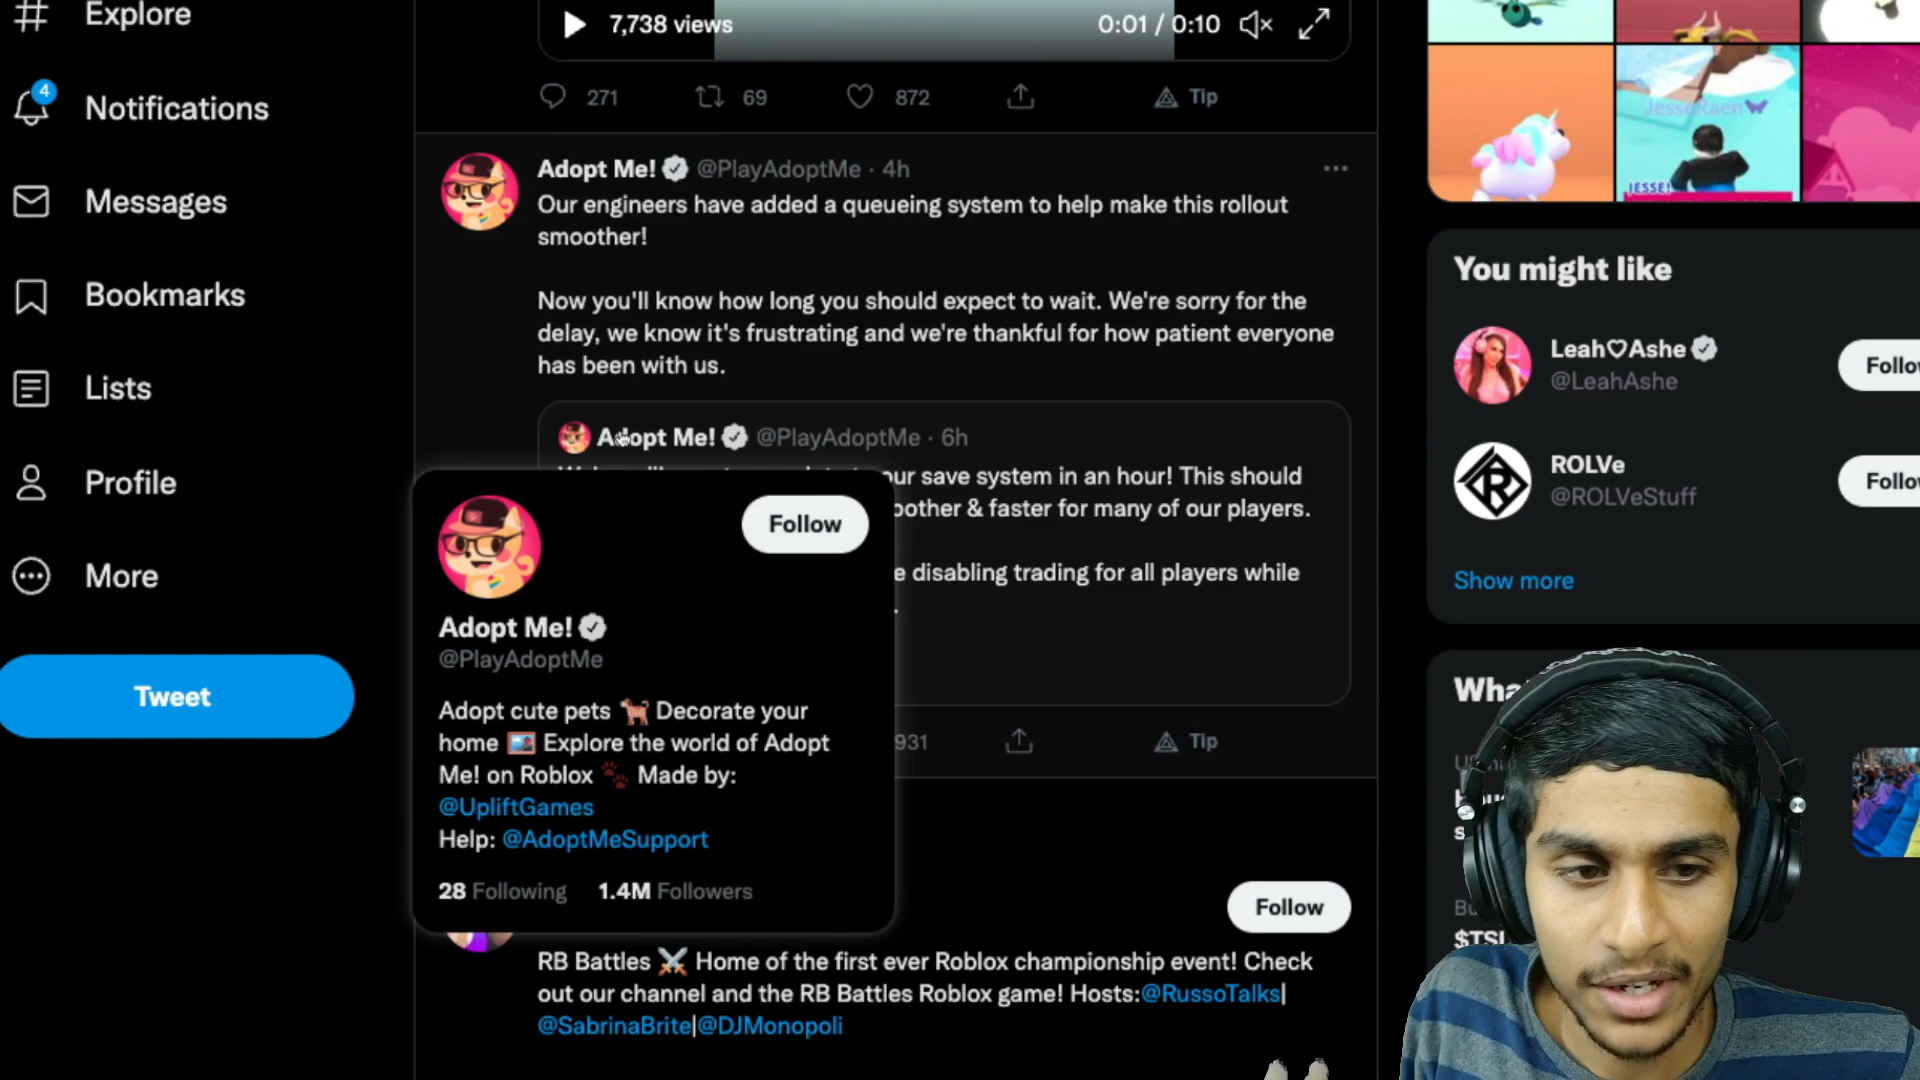 Explore
4
Notifications
Messages
Bookmarks
Lists
Profile
More
Tweet
7,738 views
0:01 / 0:10
271
69
872
Tip
Adopt Me! @PlayAdoptMe · 4h
Our engineers have added a queueing system to help make this rollout
smoother!
Now you'll know how long you should expect to wait. We're sorry for the
delay, we know it's frustrating and we're thankful for how patient everyone
has been with us.
Adopt Me! @PlayAdoptMe · 6h
our save system in an hour! This should
& faster for many of our players.
disabling trading for all players while
931
Tip
Follow
Adopt Me!
@PlayAdoptMe
Adopt cute pets 🐕 Decorate your
home 🖼️ Explore the world of Adopt
Me! on Roblox 🐾 Made by:
@UpliftGames
Help: @AdoptMeSupport
28 Following 1.4M Followers
Follow
RB Battles ⚔️ Home of the first ever Roblox championship event! Check
out our channel and the RB Battles Roblox game! Hosts:@RussoTalks|
@SabrinaBrite|@DJMonopoli
JesseRaen
JESSE!
You might like
Leah♡Ashe
@LeahAshe
Follo
ROLVe
@ROLVeStuff
Follo
Show more